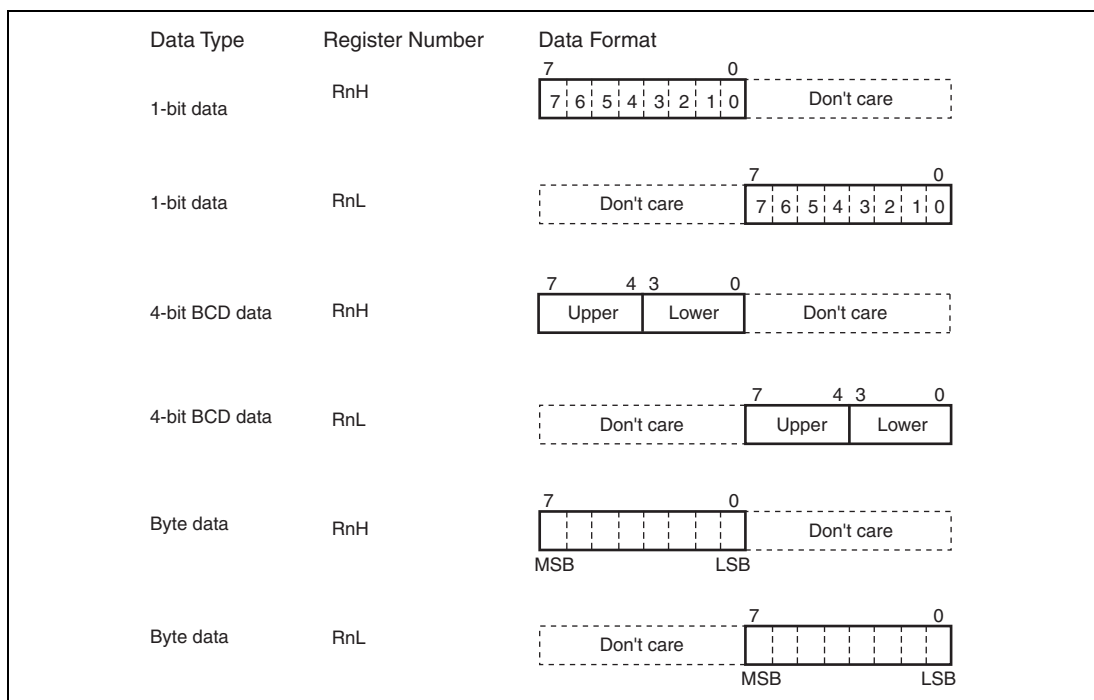 Data Type Register Number Data Format
7 0
1-bit data RnH 7 6 5 4 3 2 1 0 Don't care
7 0
1-bit data RnL Don't care 7 6 5 4 3 2 1 0
7 4 3 0
4-bit BCD data RnH Upper Lower Don't care
7 4 3 0
4-bit BCD data RnL Don't care Upper Lower
7 0
Byte data RnH Don't care
MSB LSB
7 0
Byte data RnL Don't care
MSB LSB